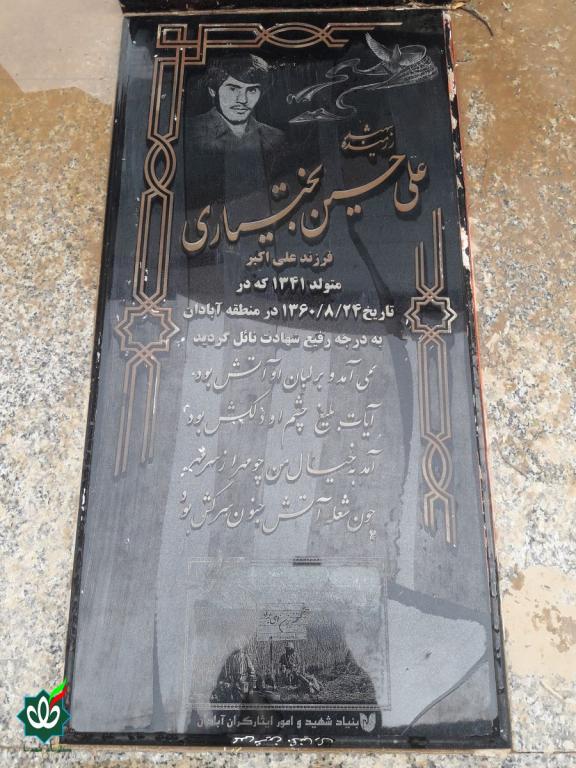 شهید
علی حسین بختیاری
فرزند علی اکبر
متولد ۱۳۴۱ که در
تاریخ ۱۳۶۰/۸/۲۴ در منطقه آبادان
به درجه رفیع شهادت نائل گردید
می آمد و بر لبان او آتش بود
آیات بلیغ چشم او دلکش بود
آمد به خیال من چو مهر از سر مهر
چون شعله آتش جنون سرکش بود
بنیاد شهید و امور ایثارگران آبادان